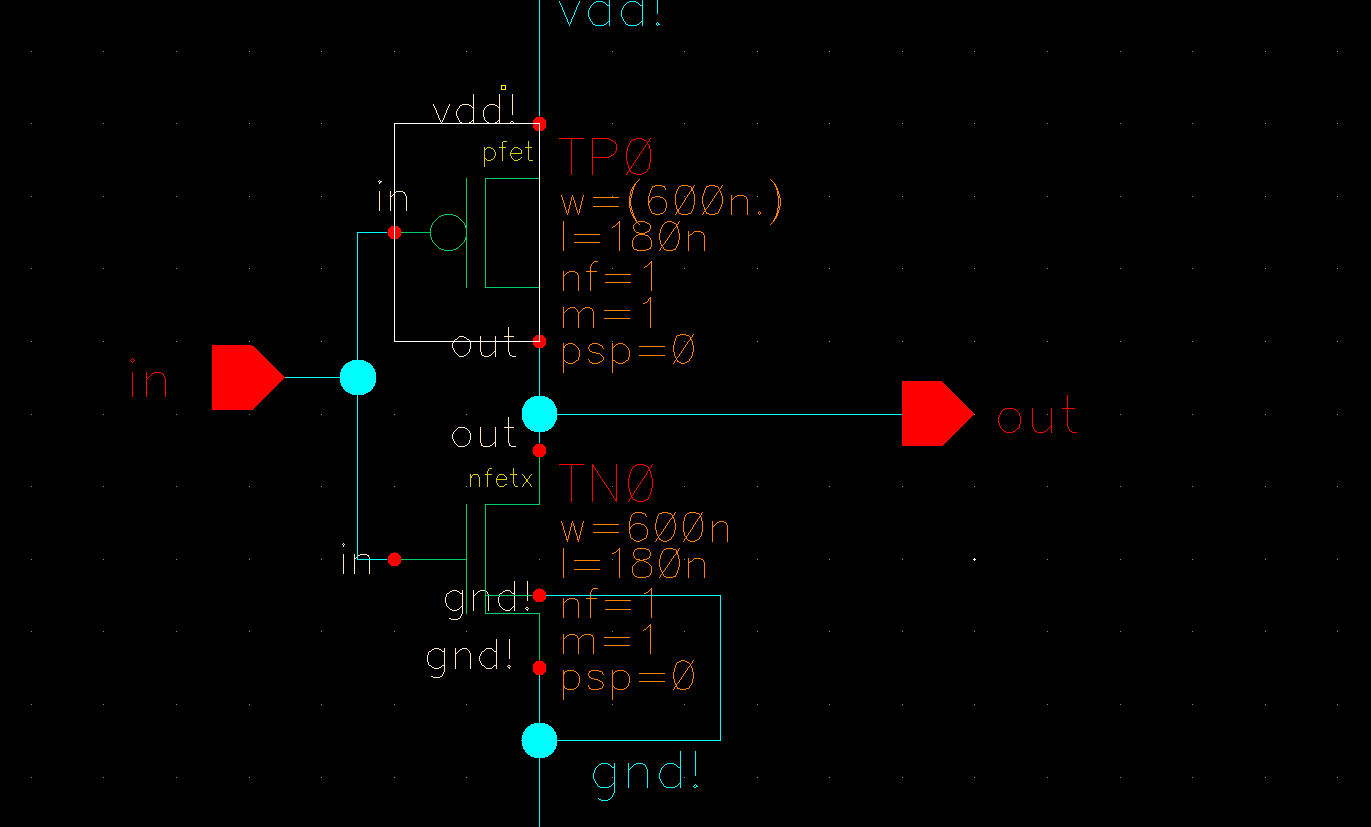 vdd!
vdd!
pfet
TP0
in
w=(600n.)
l=180n
nf=1
m=1
out
psp=0
in
out
out
nfetx
TN0
w=600n
in
l=180n
gnd!
nf=1
m=1
gnd!
psp=0
gnd!